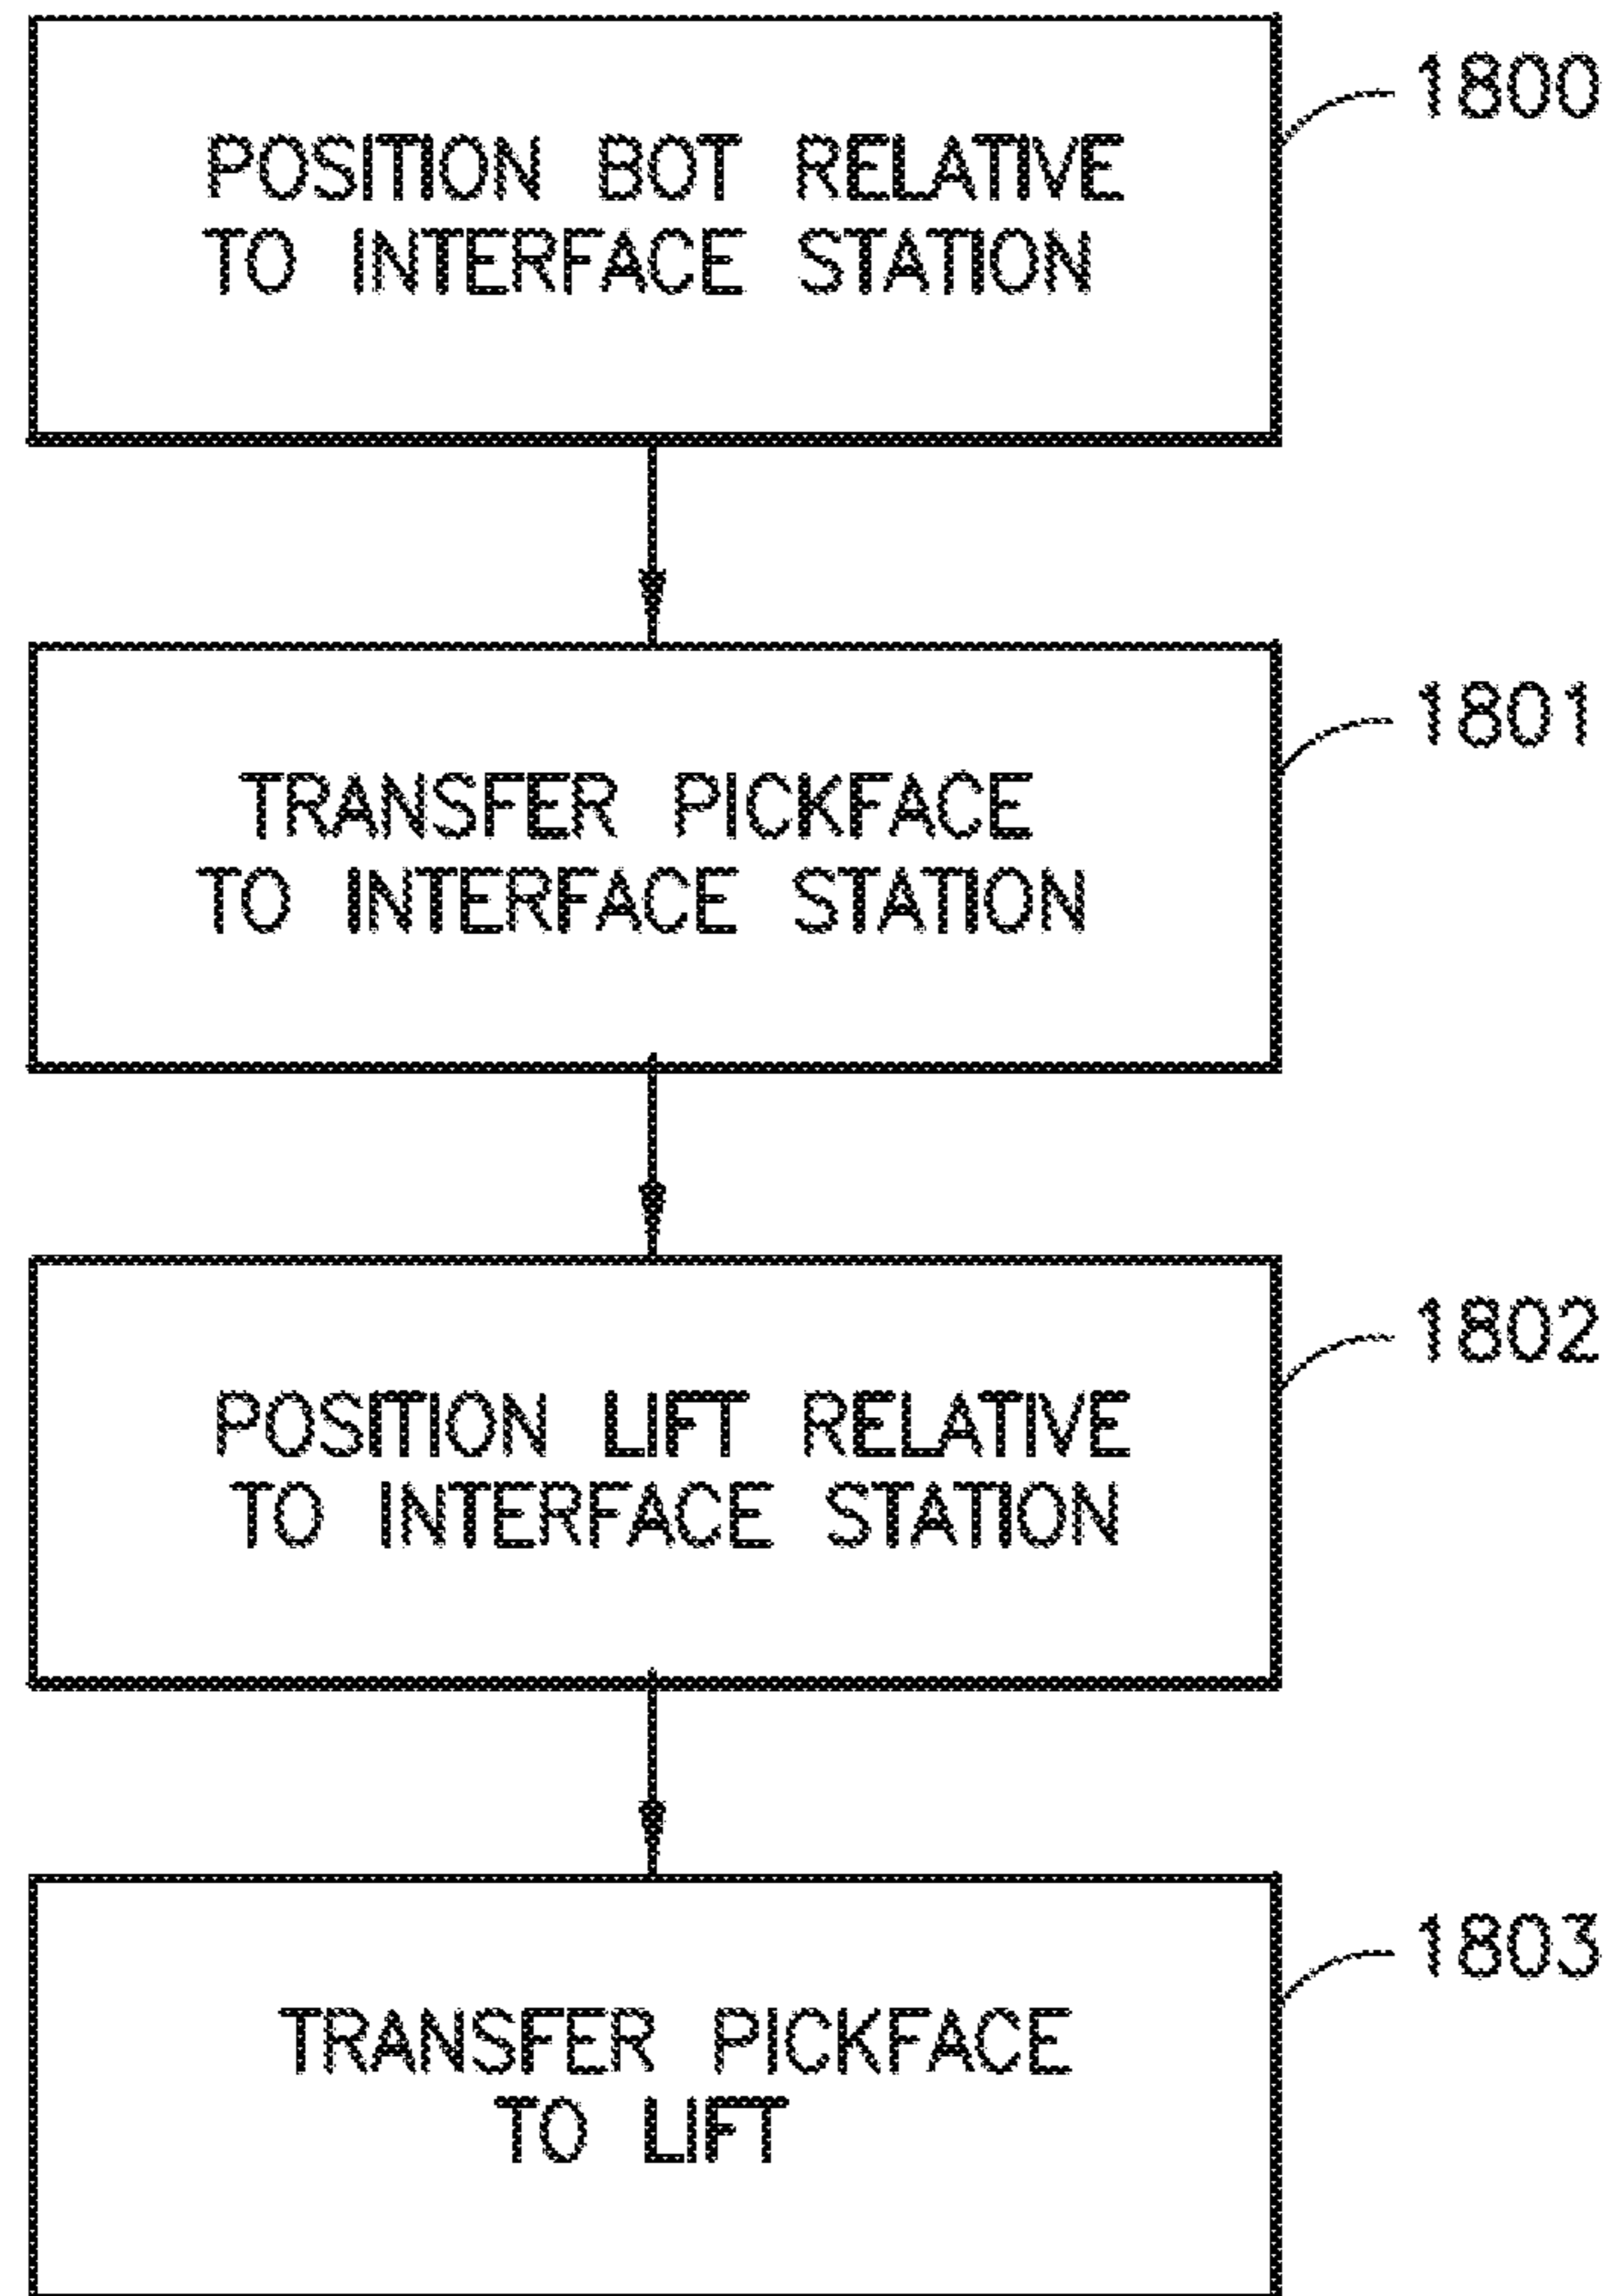 1800
POSITION BOT RELATIVE
TO INTERFACE STATION
1801
TRANSFER PICKFACE
TO INTERFACE STATION
1802
POSITION LIFT RELATIVE
TO INTERFACE STATION
1803
TRANSFER PICKFACE
TO LIFT